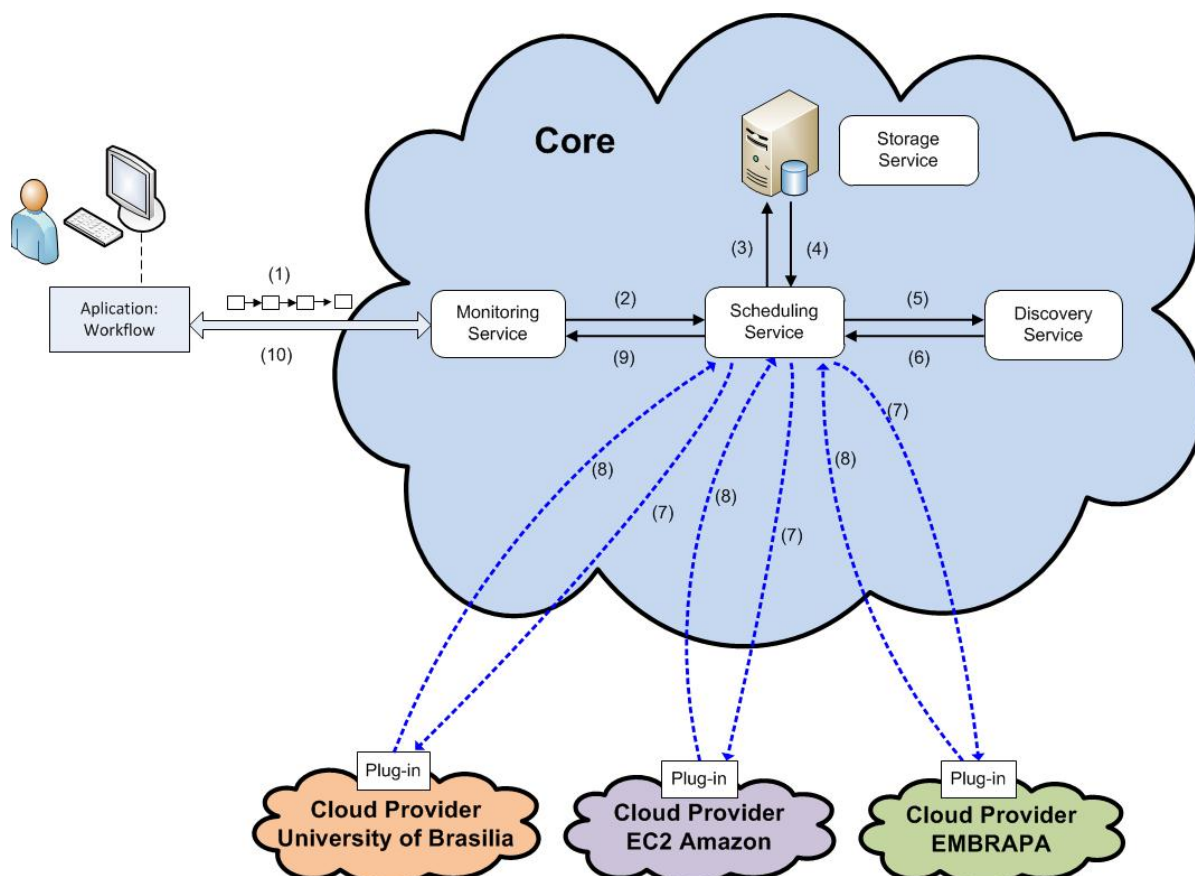 Core
Storage
Service
(3)
(4)
(1)
Aplication:
Workflow
(10)
Monitoring
Service
(2)
(9)
Scheduling
Service
(5)
(6)
Discovery
Service
(8)
(7)
(8)
(7)
(8)
(7)
Plug-in
Cloud Provider
University of Brasilia
Plug-in
Cloud Provider
EC2 Amazon
Plug-in
Cloud Provider
EMBRAPA